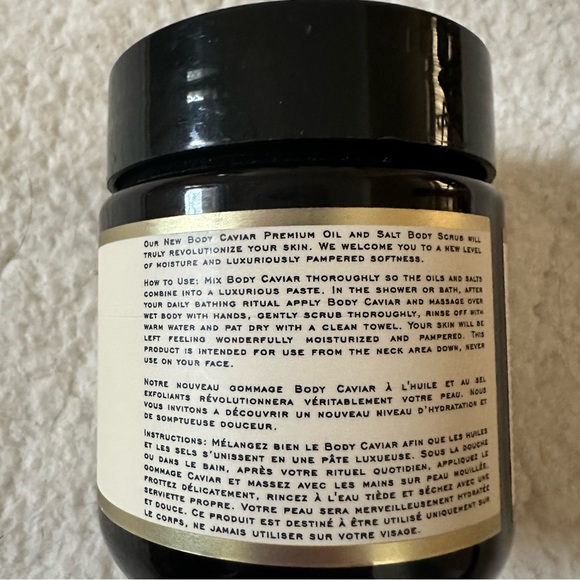 OUR NEW BODY CAVIAR PREMIUM OIL AND SALT BODY SCRUB WILL
TRULY REVOLUTIONIZE YOUR SKIN. WE WELCOME YOU TO A NEW LEVEL
OF MOISTURE AND LUXURIOUSLY PAMPERED SOFTNESS.
HOW TO USE: MIX BODY CAVIAR THOROUGHLY SO THE OILS AND SALTS
COMBINE INTO A LUXURIOUS PASTE. IN THE SHOWER OR BATH, AFTER
YOUR DAILY BATHING RITUAL APPLY BODY CAVIAR AND MASSAGE OVER
WET BODY WITH HANDS, GENTLY SCRUB THOROUGHLY, RINSE OFF WITH
WARM WATER AND PAT DRY WITH A CLEAN TOWEL. YOUR SKIN WILL BE
LEFT FEELING WONDERFULLY MOISTURIZED AND PAMPERED. THIS
PRODUCT IS INTENDED FOR USE FROM THE NECK AREA DOWN, NEVER
USE ON YOUR FACE.
NOTRE NOUVEAU GOMMAGE BODY CAVIAR À L'HUILE ET AU SEL
EXFOLIANTS RÉVOLUTIONNERA VÉRITABLEMENT VOTRE PEAU. NOUS
VOUS INVITONS A DÉCOUVRIR UN NOUVEAU NIVEAU D'HYDRATATION ET
DE SOMPTUEUSE DOUCEUR.
INSTRUCTIONS: MÉLANGEZ BIEN LE BODY CAVIAR AFIN QUE LES HUILES
ET LES SELS S'UNISSENT EN UNE PÂTE LUXUEUSE. SOUS LA DOUCHE
OU DANS LE BAIN, APRÈS VOTRE RITUEL QUOTIDIEN, APPLIQUEZ LE
GOMMAGE CAVIAR ET MASSEZ AVEC LES MAINS SUR PEAU MOUILLÉE.
FROTTEZ DÉLICATEMENT, RINCEZ À L'EAU TIÈDE ET SÉCHEZ AVEC UNE
SERVIETTE PROPRE. VOTRE PEAU SERA MERVEILLEUSEMENT HYDRATÉE
ET DOUCE. CE PRODUIT EST DESTINÉ À ÊTRE UTILISÉ UNIQUEMENT SUR
LE CORPS, NE JAMAIS UTILISER SUR VOTRE VISAGE.